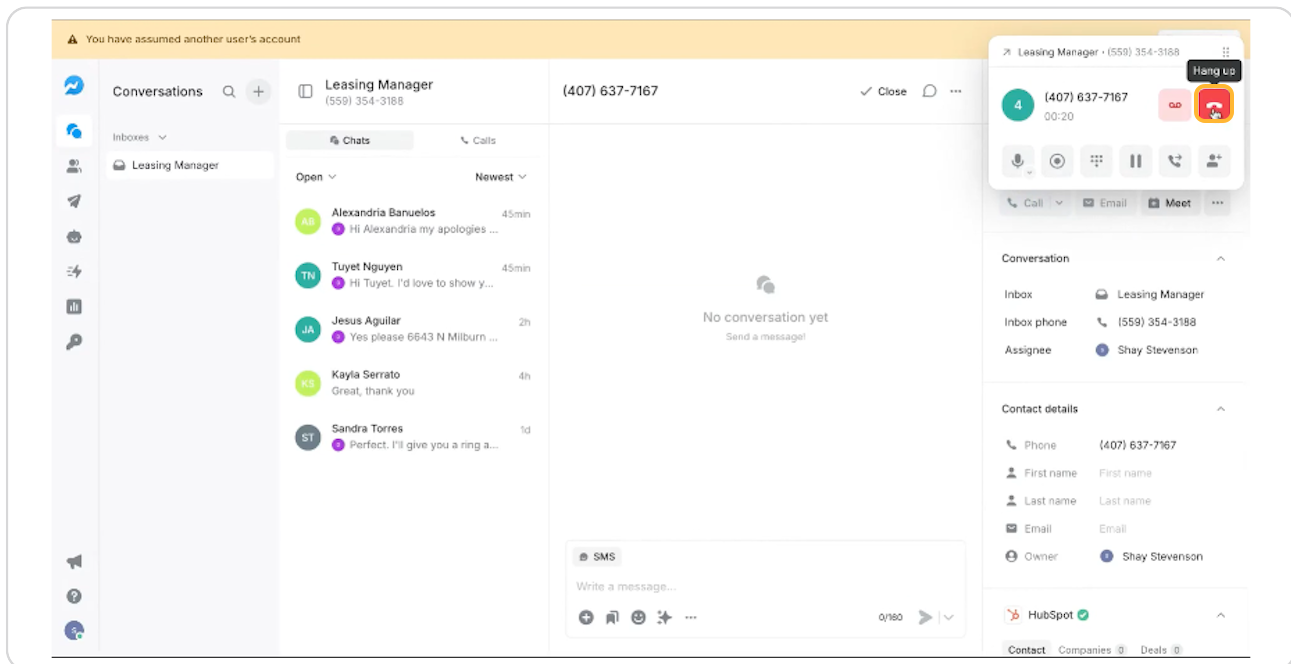 You have assumed another user's account
Conversations
Inboxes
Leasing Manager
Leasing Manager
(559) 354-3188
Chats
Calls
Open
Newest
AB
Alexandria Banuelos
45min
Hi Alexandria my apologies ...
TN
Tuyet Nguyen
45min
Hi Tuyet. I'd love to show y...
JA
Jesus Aguilar
2h
Yes please 6643 N Milburn ...
KS
Kayla Serrato
4h
Great, thank you
ST
Sandra Torres
1d
Perfect. I'll give you a ring a...
(407) 637-7167
Close
No conversation yet
Send a message!
SMS
Write a message...
0/160
Leasing Manager • (559) 354-3188
Hang up
4
(407) 637-7167
00:20
Call
Email
Meet
Conversation
Inbox
Leasing Manager
Inbox phone
(559) 354-3188
Assignee
Shay Stevenson
Contact details
Phone
(407) 637-7167
First name
First name
Last name
Last name
Email
Email
Owner
Shay Stevenson
HubSpot
Contact
Companies 0
Deals 0